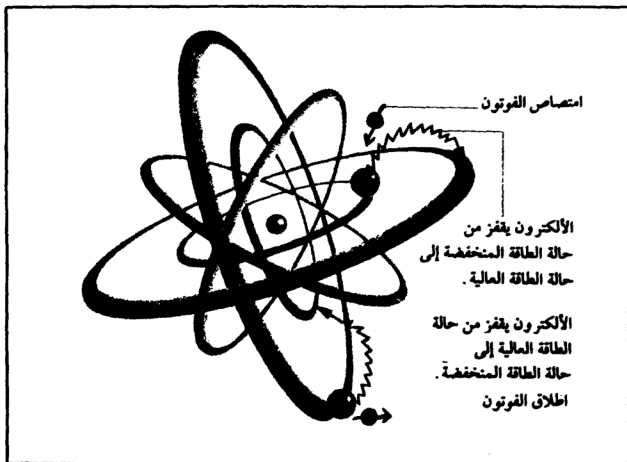 امتصاص الفوتون
الألكترون يقفز من
حالة الطاقة المنخفضة إلى
حالة الطاقة العالية .
الألكترون يقفز من حالة
الطاقة العالية إلى
حالة الطاقة المنخفضة .
اطلاق الفوتون